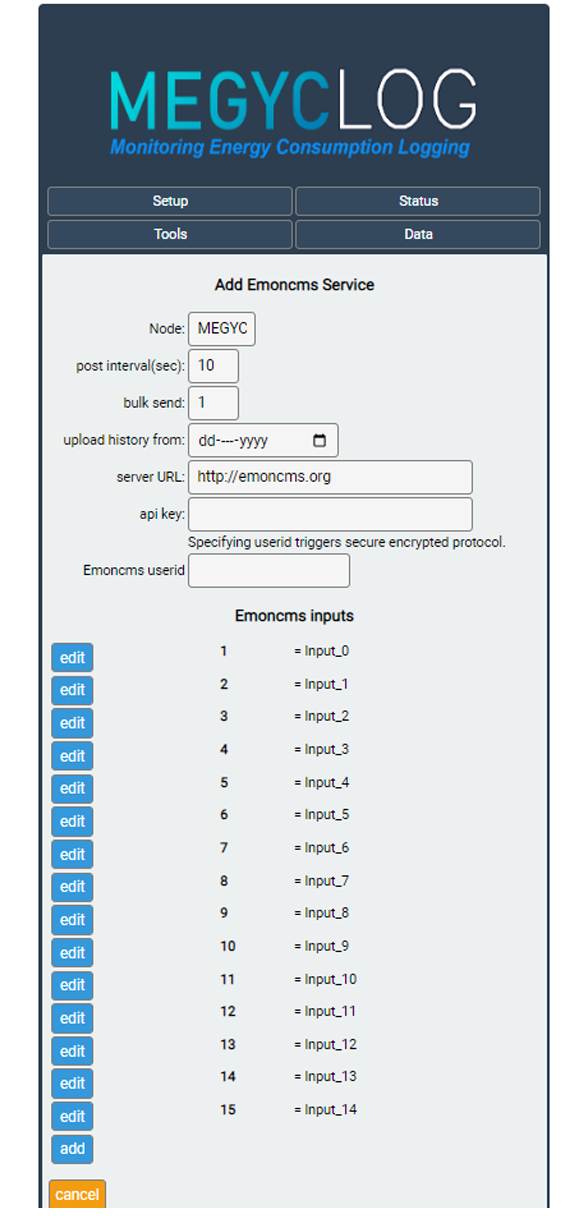 MEGYCLOG
Monitoring Energy Consumption Logging
Setup Status
Tools Data
Add Emoncms Service
Node: MEGYC
post interval(sec): 10
bulk send: 1
upload history from: dd----yyyy
server URL: http://emoncms.org
api key:
Specifying userid triggers secure encrypted protocol.
Emoncms userid
Emoncms inputs
edit 1 = Input_0
edit 2 = Input_1
edit 3 = Input_2
edit 4 = Input_3
edit 5 = Input_4
edit 6 = Input_5
edit 7 = Input_6
edit 8 = Input_7
edit 9 = Input_8
edit 10 = Input_9
edit 11 = Input_10
edit 12 = Input_11
edit 13 = Input_12
edit 14 = Input_13
edit 15 = Input_14
add
cancel